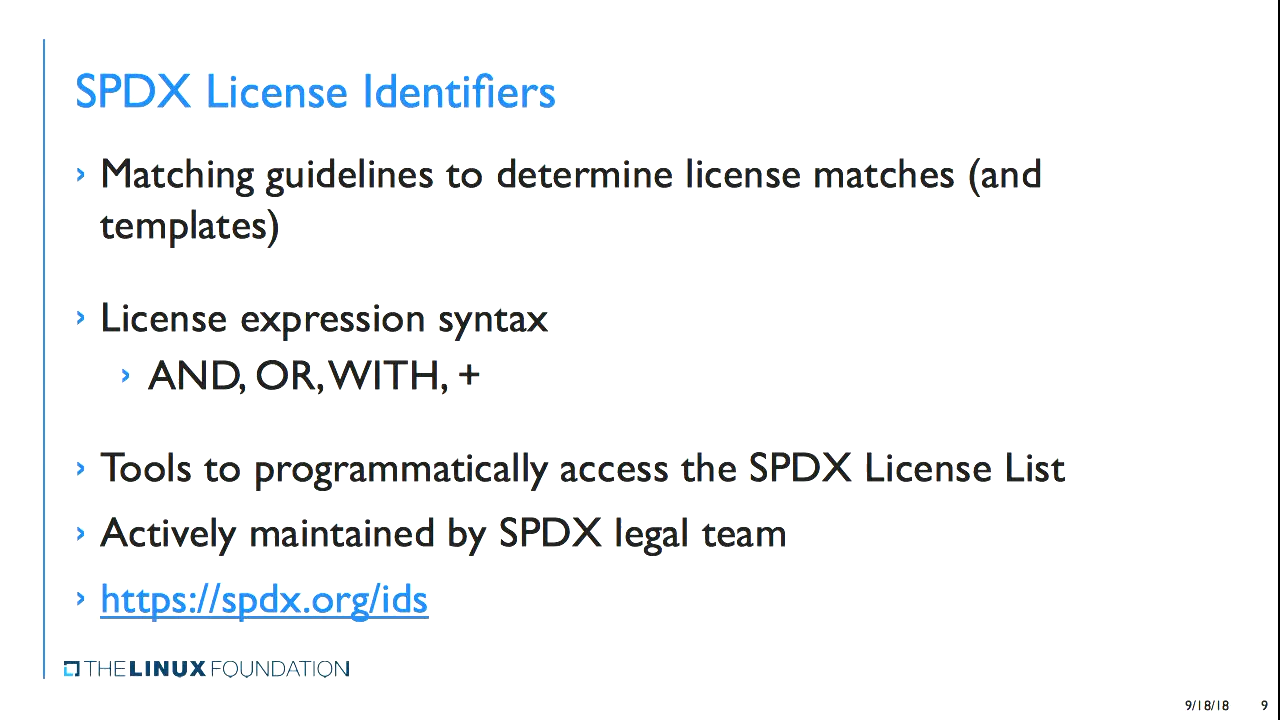 SPDX License Identifiers
› Matching guidelines to determine license matches (and
templates)
› License expression syntax
› AND, OR, WITH, +
› Tools to programmatically access the SPDX License List
› Actively maintained by SPDX legal team
› https://spdx.org/ids
THE LINUX FOUNDATION
9/18/18 9